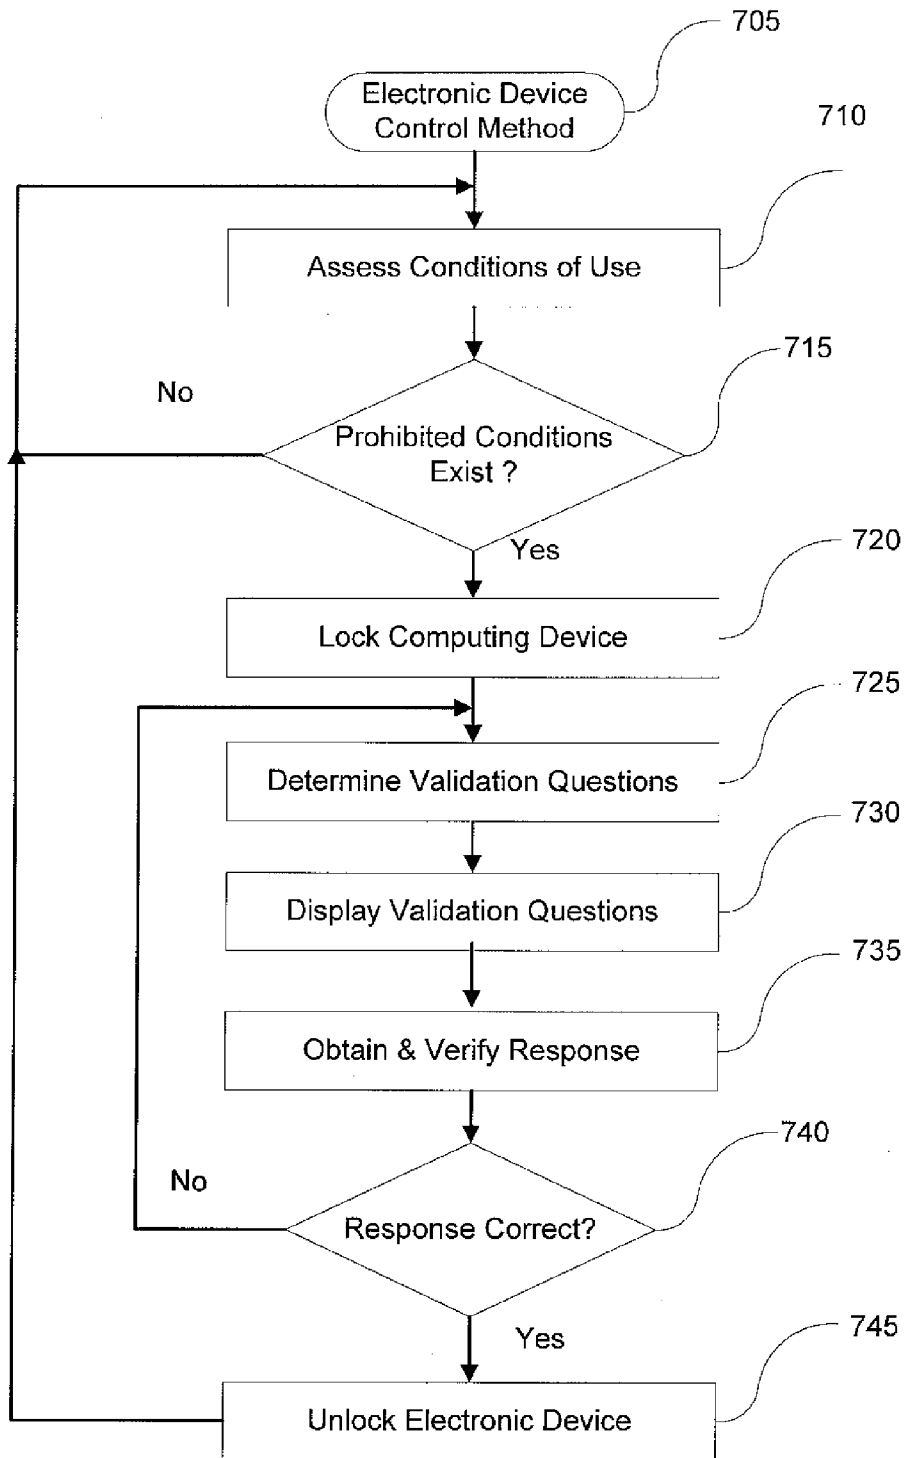 705
Electronic Device
Control Method
710
Assess Conditions of Use
715
No
Prohibited Conditions
Exist ?
Yes
720
Lock Computing Device
725
Determine Validation Questions
730
Display Validation Questions
735
Obtain & Verify Response
740
No
Response Correct?
Yes
745
Unlock Electronic Device